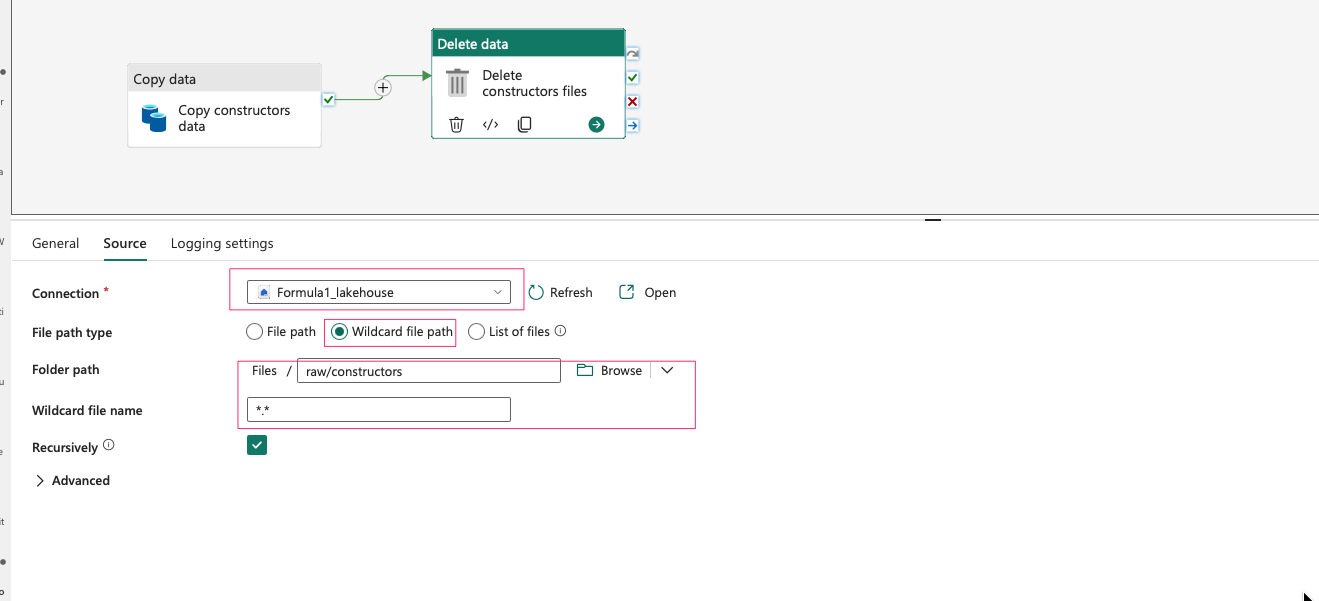 Delete data
Copy data
Delete
constructors files
Copy constructors
data
General Source Logging settings
Connection *
Formula1_lakehouse
Refresh
Open
File path type
File path
Wildcard file path
List of files
Folder path
Files / raw/constructors
Browse
Wildcard file name
*.*
Recursively
Advanced